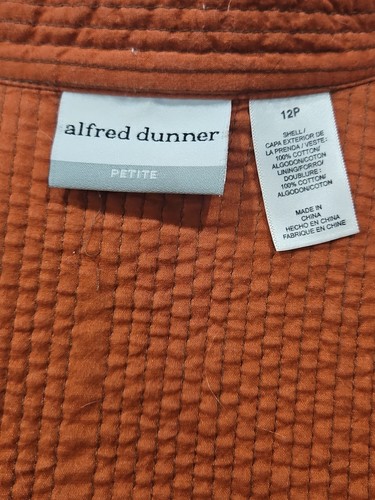 alfred dunner
PETITE
12P
SHELL/
CAPA EXTERIOR DE
LA PRENDA / VESTE:
100% COTTON/
ALGODON/COTON
LINING/FORRO/
DOUBLURE:
100% COTTON/
ALGODON/COTON
MADE IN
CHINA
HECHO EN CHINA
FABRIQUE EN CHINE